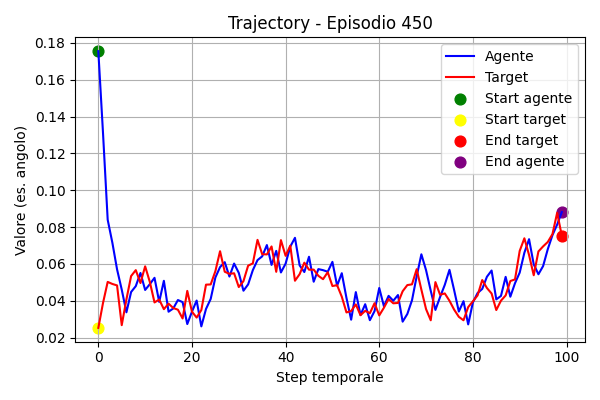 Trajectory - Episodio 450
Valore (es. angolo)
0.18
0.16
0.14
0.12
0.10
0.08
0.06
0.04
0.02
Agente
Target
Start agente
Start target
End target
End agente
0 20 40 60 80 100
Step temporale